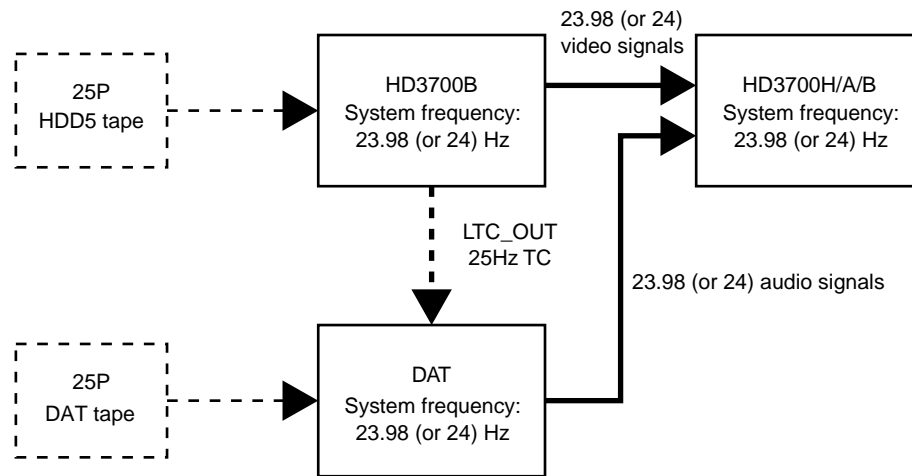 23.98 (or 24)
video signals
25P
HDD5 tape
HD3700B
System frequency:
23.98 (or 24) Hz
HD3700H/A/B
System frequency:
23.98 (or 24) Hz
LTC_OUT
25Hz TC
23.98 (or 24) audio signals
25P
DAT tape
DAT
System frequency:
23.98 (or 24) Hz